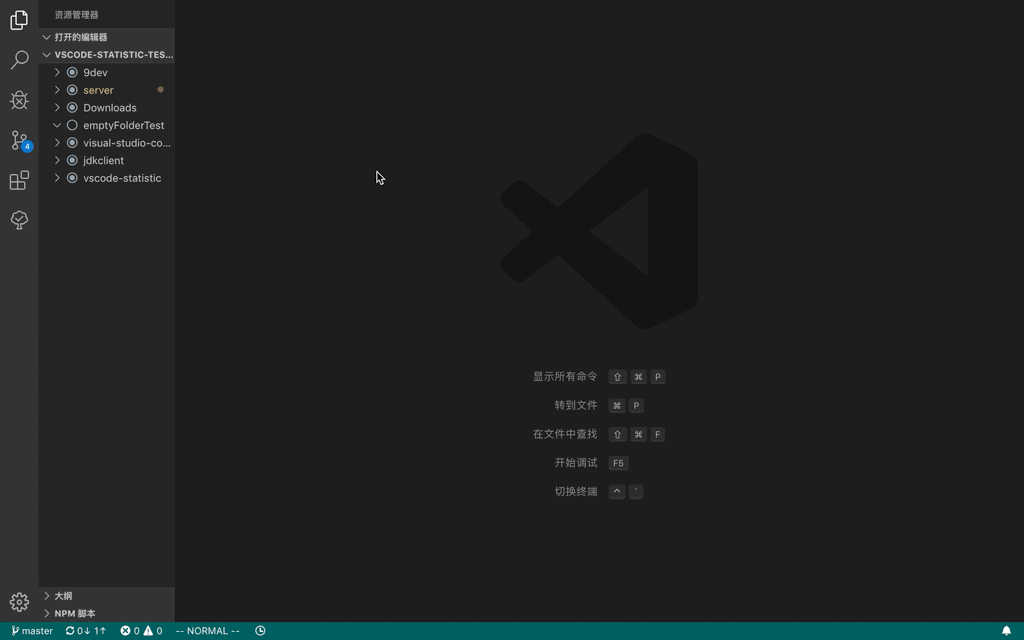 资源管理器
打开的编辑器
VSCODE-STATISTIC-TES...
9dev
server
Downloads
emptyFolderTest
visual-studio-co...
jdkclient
vscode-statistic
4
显示所有命令 ⇧ ⌘ P
转到文件 ⌘ P
在文件中查找 ⇧ ⌘ F
开始调试 F5
切换终端 ^ `
大纲
NPM 脚本
master 0↓ 1↑ 0 0 -- NORMAL --